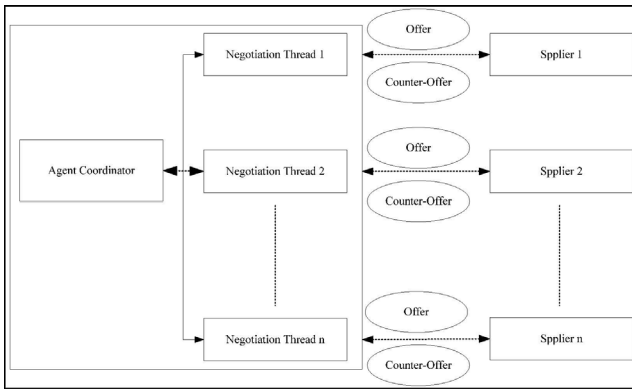 Offer
Negotiation Thread 1
Spplier 1
Counter-Offer
Offer
Agent Coordinator
Negotiation Thread 2
Spplier 2
Counter-Offer
Offer
Negotiation Thread n
Spplier n
Counter-Offer